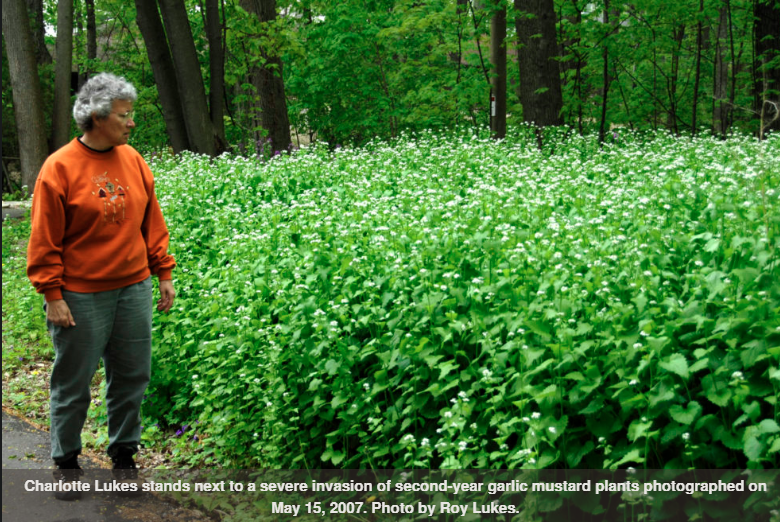 Charlotte Lukes stands next to a severe invasion of second-year garlic mustard plants photographed on
May 15, 2007. Photo by Roy Lukes.